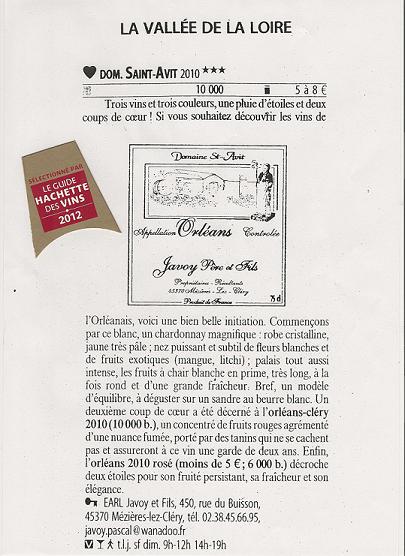 LA VALLÉE DE LA LOIRE
DOM. SAINT-AVIT 2010 ★★★
10 000 5 à 8 €
Trois vins et trois couleurs, une pluie d'étoiles et deux
coups de cœur ! Si vous souhaitez découvrir les vins de
SÉLECTIONNÉ PAR
LE GUIDE
HACHETTE
DES VINS
2012
Domaine St-Avit
Appellation Orléans Contrôlée
Javoy Père et Fils
Propriétaires - Récoltants
45370 Mézières - Lez - Cléry
Produit de France 75 cl
l'Orléanais, voici une bien belle initiation. Commençons
par ce blanc, un chardonnay magnifique : robe cristalline,
jaune très pâle ; nez puissant et subtil de fleurs blanches et
de fruits exotiques (mangue, litchi) ; palais tout aussi
intense, les fruits à chair blanche en prime, très long, à la
fois rond et d'une grande fraîcheur. Bref, un modèle
d'équilibre, à déguster sur un sandre au beurre blanc. Un
deuxième coup de cœur a été décerné à l'orléans-cléry
2010 (10 000 b.), un concentré de fruits rouges agrémenté
d'une nuance fumée, porté par des tanins qui ne se cachent
pas et assureront à ce vin une garde de deux ans. Enfin,
l'orléans 2010 rosé (moins de 5 € ; 6 000 b.) décroche
deux étoiles pour son fruité persistant, sa fraîcheur et son
élégance.
EARL Javoy et Fils, 450, rue du Buisson,
45370 Mézières-lez-Cléry, tél. 02.38.45.66.95,
javoy.pascal@wanadoo.fr
V t.l.j. sf dim. 9h-12h 14h-19h